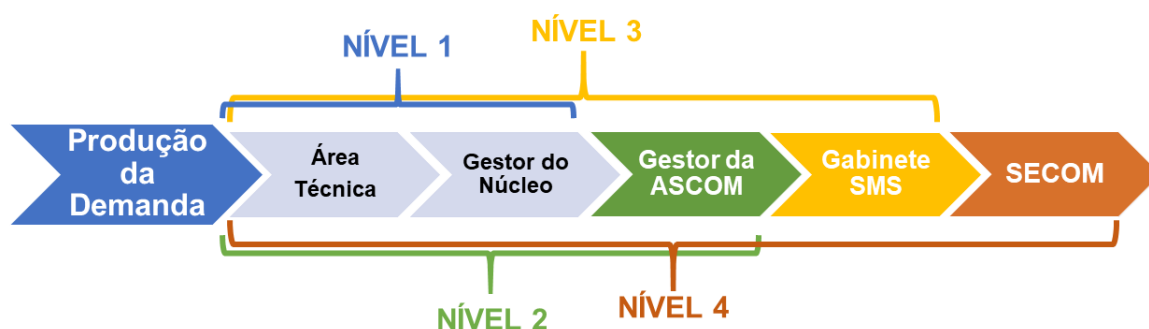 NÍVEL 3
NÍVEL 1
Produção
da
Demanda
Área
Técnica
Gestor do
Núcleo
Gestor da
ASCOM
Gabinete
SMS
SECOM
NÍVEL 2
NÍVEL 4